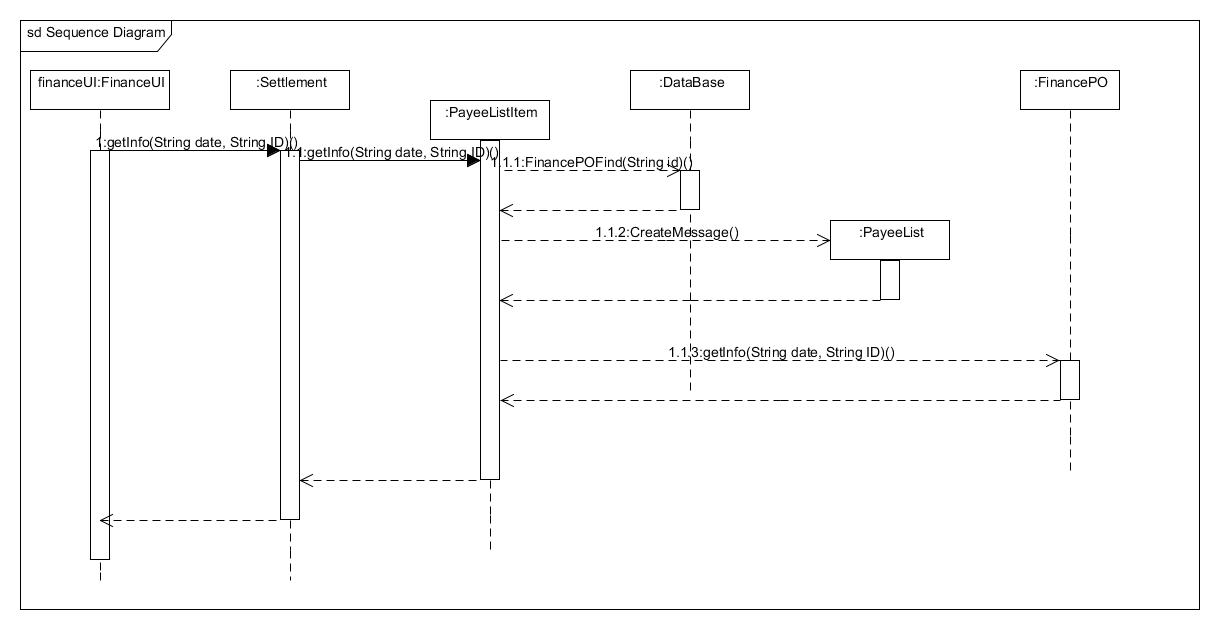 sd Sequence Diagram
financeUI:FinanceUI
:Settlement
:PayeeListItem
:DataBase
:FinancePO
1:getInfo(String date, String ID)()
1.1:getInfo(String date, String ID)()
1.1.1:FinancePOFind(String id)()
1.1.2:CreateMessage()
:PayeeList
1.1.3:getInfo(String date, String ID)()